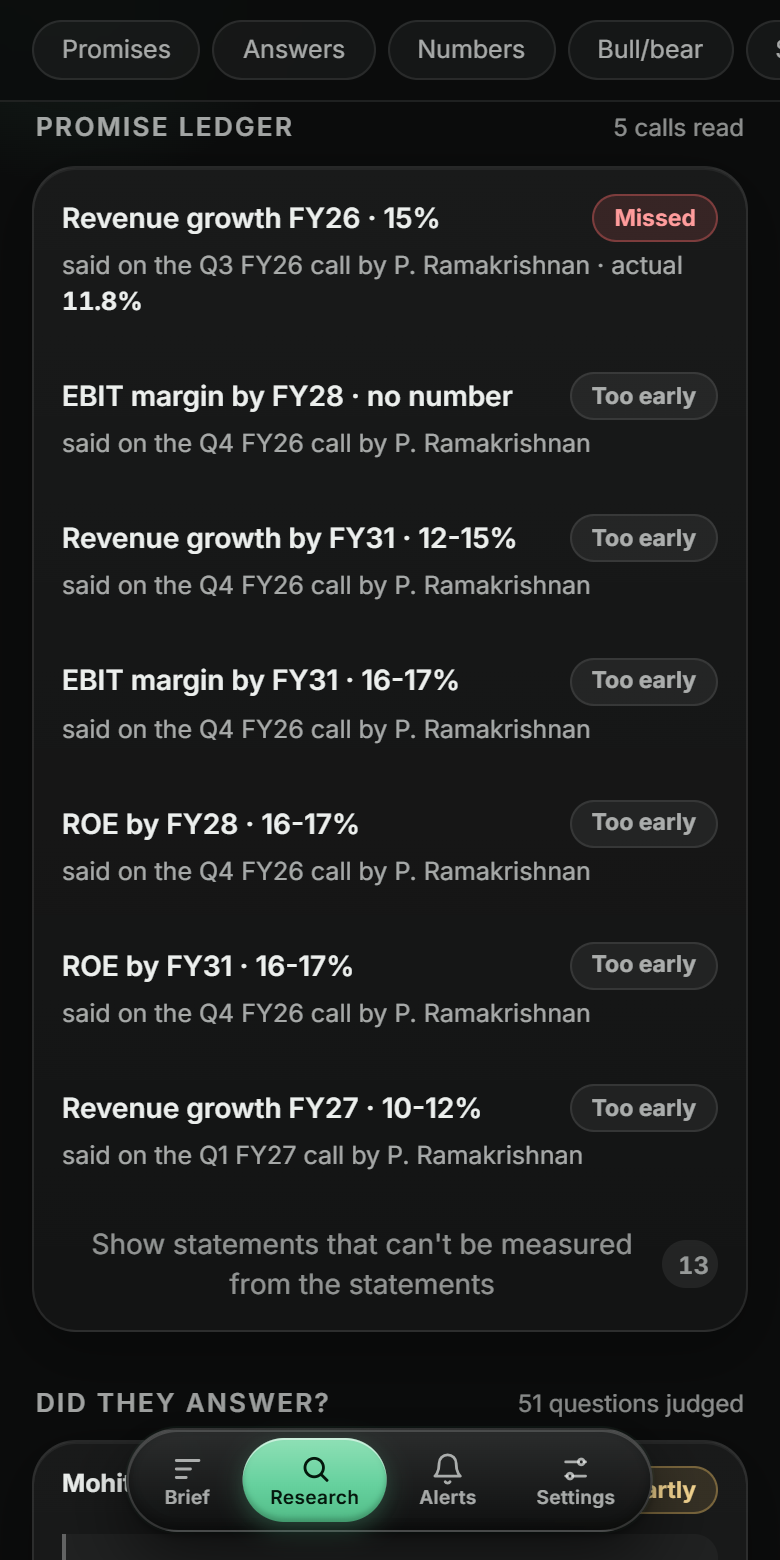 Promises
Answers
Numbers
Bull/bear
PROMISE LEDGER
5 calls read
Revenue growth FY26 · 15%
Missed
said on the Q3 FY26 call by P. Ramakrishnan · actual
11.8%
EBIT margin by FY28 · no number
Too early
said on the Q4 FY26 call by P. Ramakrishnan
Revenue growth by FY31 · 12-15%
Too early
said on the Q4 FY26 call by P. Ramakrishnan
EBIT margin by FY31 · 16-17%
Too early
said on the Q4 FY26 call by P. Ramakrishnan
ROE by FY28 · 16-17%
Too early
said on the Q4 FY26 call by P. Ramakrishnan
ROE by FY31 · 16-17%
Too early
said on the Q4 FY26 call by P. Ramakrishnan
Revenue growth FY27 · 10-12%
Too early
said on the Q1 FY27 call by P. Ramakrishnan
Show statements that can't be measured
from the statements
13
DID THEY ANSWER?
51 questions judged
Brief
Research
Alerts
Settings